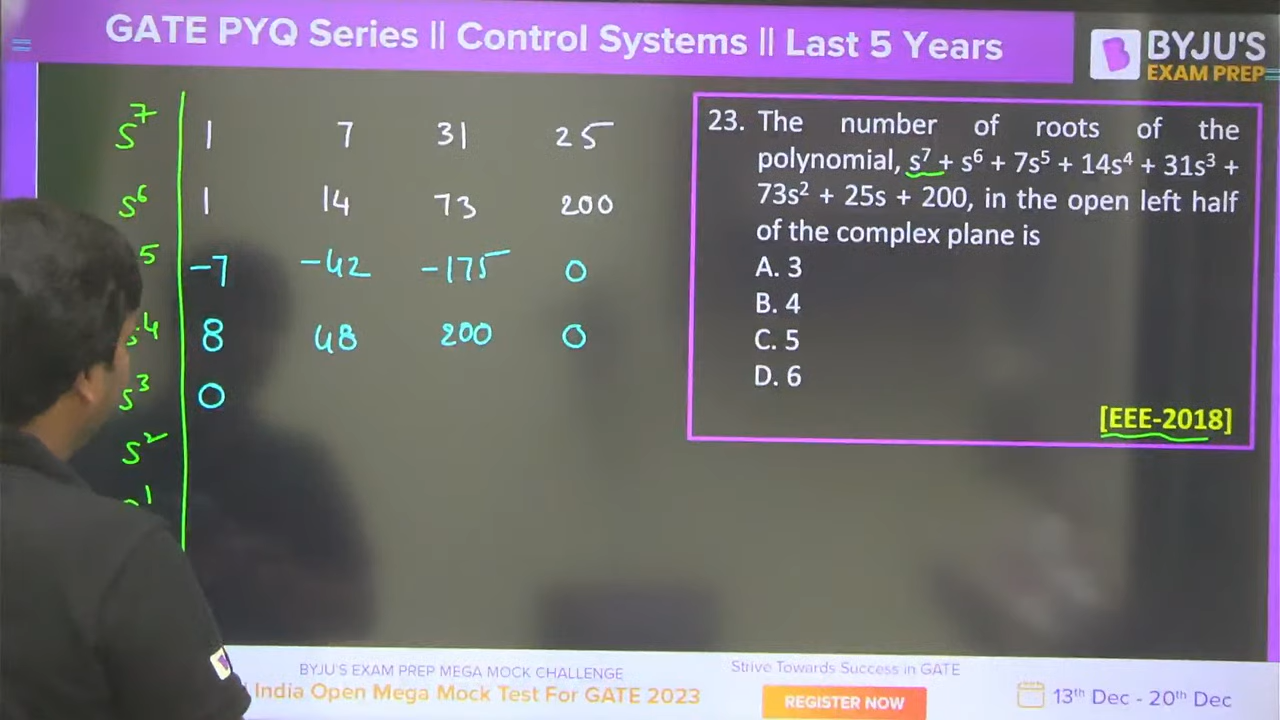 GATE PYQ Series || Control Systems || Last 5 Years
BYJU'S
EXAM PREP
s⁷ 1 7 31 25
s⁶ 1 14 73 200
5 -7 -42 -175 0
4 8 48 200 0
s³ 0
s²
1
23. The number of roots of the
polynomial, s⁷ + s⁶ + 7s⁵ + 14s⁴ + 31s³ +
73s² + 25s + 200, in the open left half
of the complex plane is
A. 3
B. 4
C. 5
D. 6
[EEE-2018]
BYJU'S EXAM PREP MEGA MOCK CHALLENGE
India Open Mega Mock Test For GATE 2023
Strive Towards Success in GATE
REGISTER NOW
13th Dec - 20th Dec